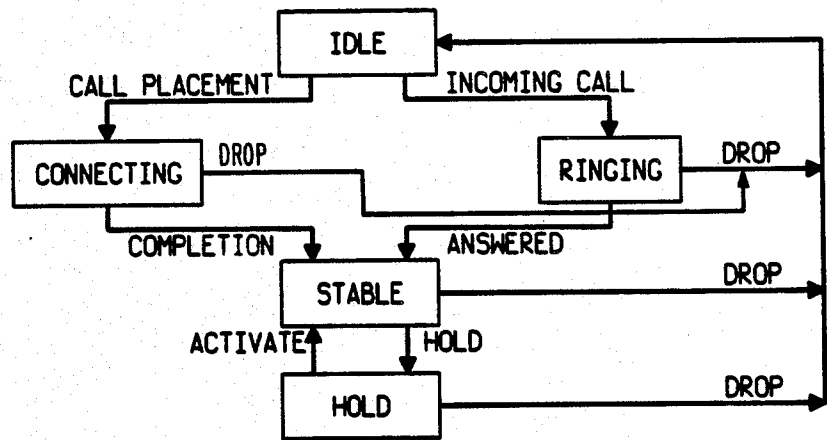 IDLE
CALL PLACEMENT
INCOMING CALL
CONNECTING
DROP
RINGING
DROP
COMPLETION
ANSWERED
STABLE
DROP
ACTIVATE
HOLD
HOLD
DROP